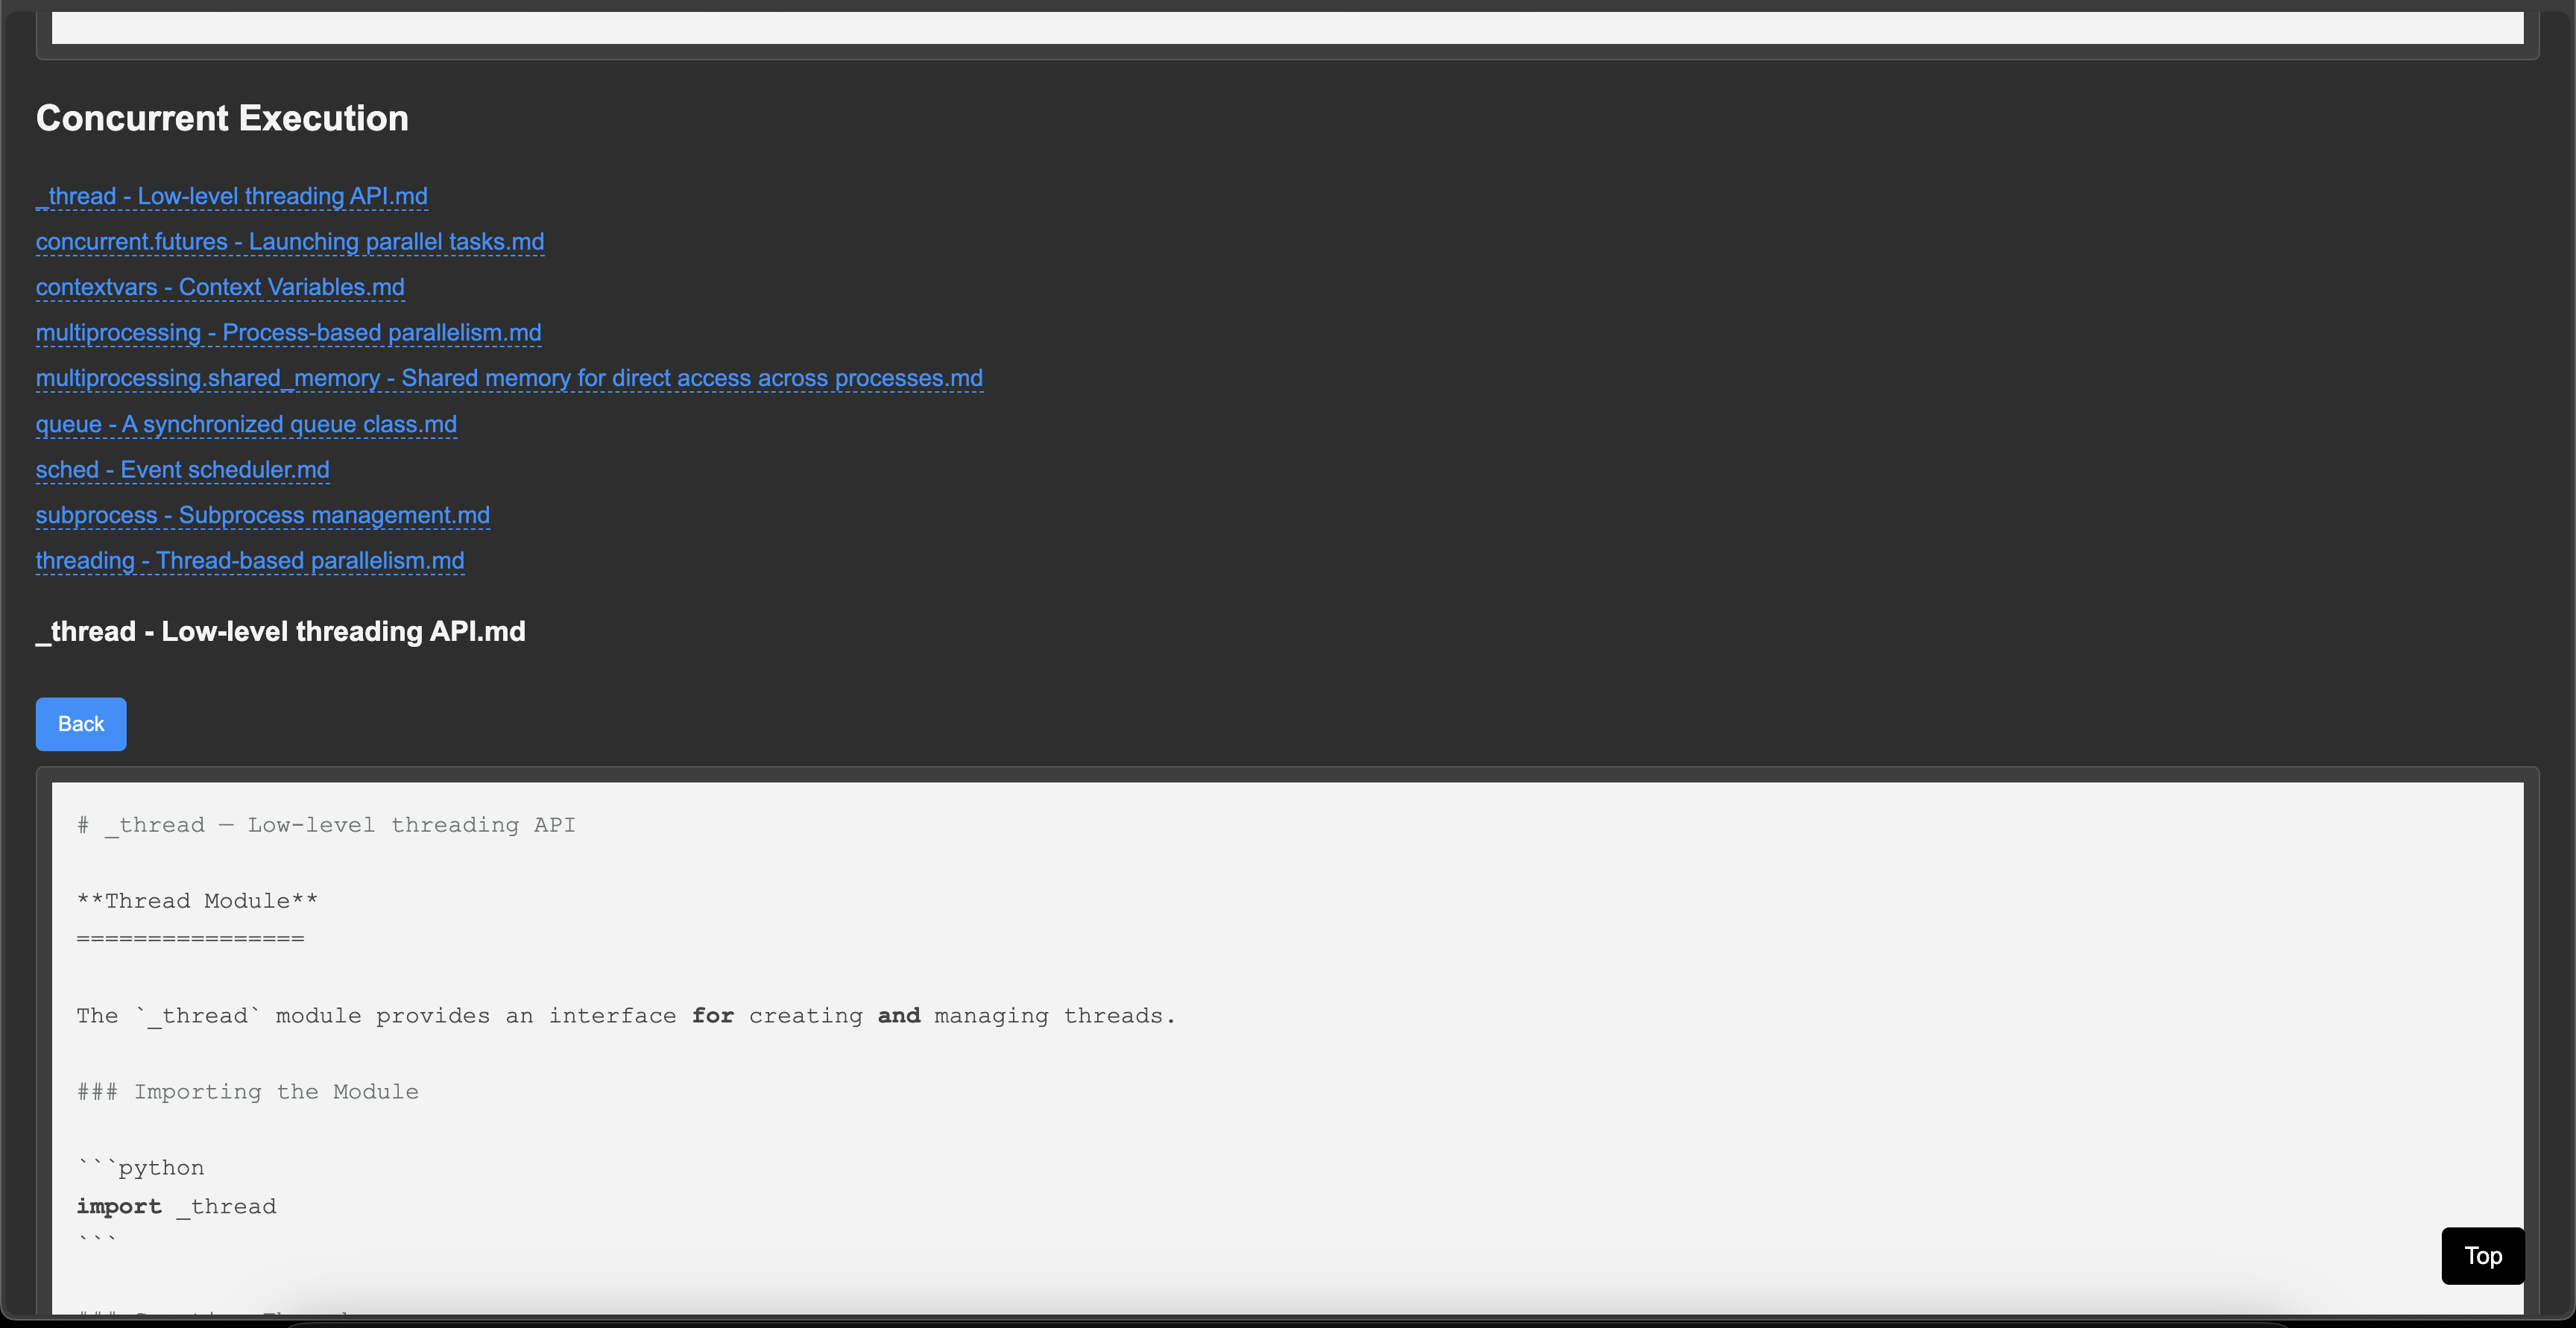 Concurrent Execution
_thread - Low-level threading API.md
concurrent.futures - Launching parallel tasks.md
contextvars - Context Variables.md
multiprocessing - Process-based parallelism.md
multiprocessing.shared_memory - Shared memory for direct access across processes.md
queue - A synchronized queue class.md
sched - Event scheduler.md
subprocess - Subprocess management.md
threading - Thread-based parallelism.md
_thread - Low-level threading API.md
Back
# _thread — Low-level threading API
**Thread Module**
================
The `_thread` module provides an interface for creating and managing threads.
### Importing the Module
```python
import _thread
```
Top